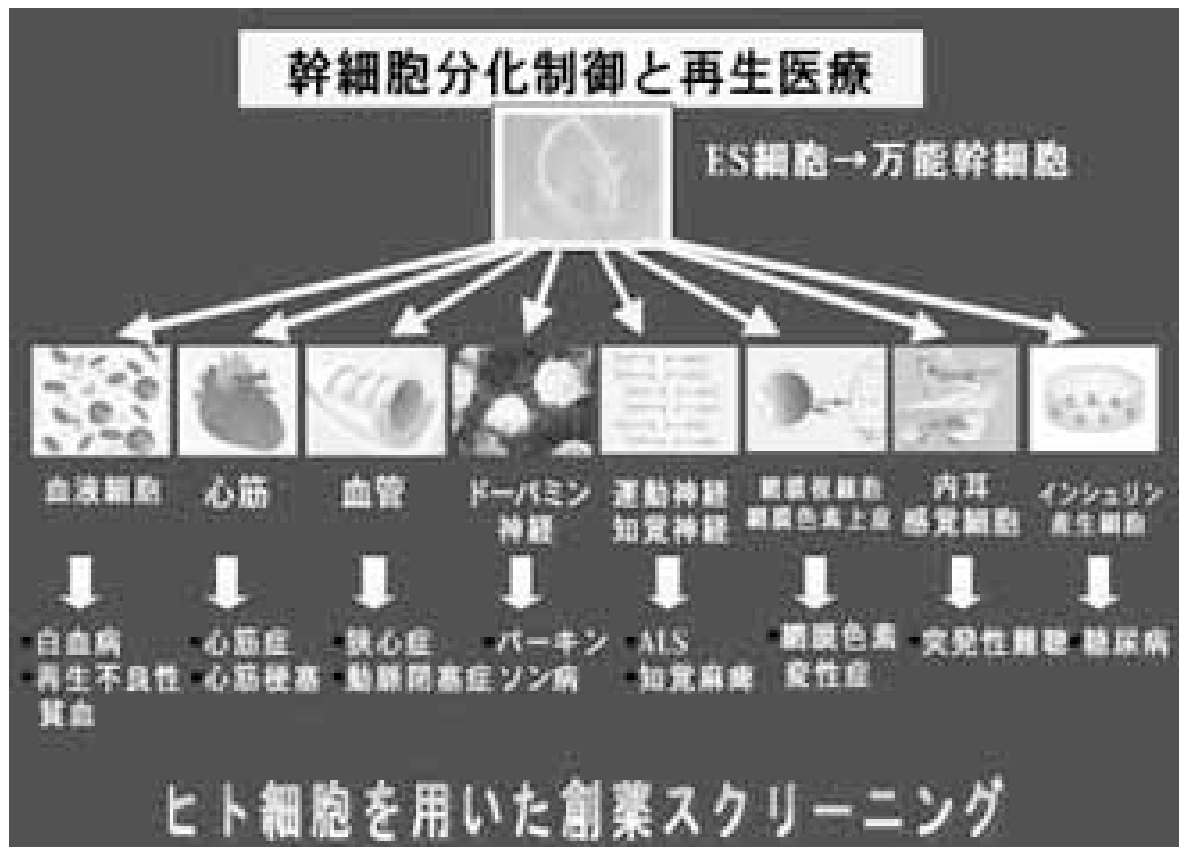 幹細胞分化制御と再生医療
ES細胞→万能幹細胞
血液細胞
心筋
血管
ドーパミン
神経
運動神経
知覚神経
網膜視細胞
網膜色素上皮
内耳
感覚細胞
インシュリン
産生細胞
・白血病
・再生不良性
貧血
・心筋症
・心筋梗塞
・狭心症
・動脈閉塞症
・パーキン
ソン病
・ALS
・知覚麻痺
・網膜色素
変性症
・突発性難聴
・糖尿病
ヒト細胞を用いた創薬スクリーニング